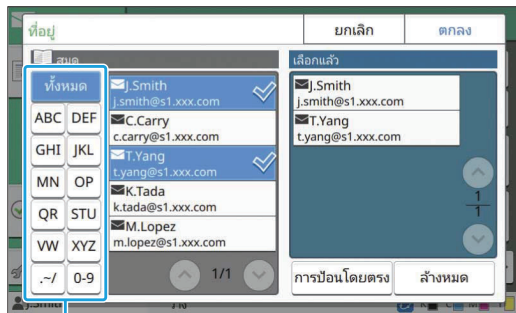 ที่อยู่
ยกเลิก
ตกลง
สมุด
เลือกแล้ว
ทั้งหมด
ABC DEF
GHI JKL
MN OP
QR STU
VW XYZ
.~/ 0-9
J.Smith
j.smith@s1.xxx.com
C.Carry
c.carry@s1.xxx.com
T.Yang
t.yang@s1.xxx.com
K.Tada
k.tada@s1.xxx.com
M.Lopez
m.lopez@s1.xxx.com
1/1
J.Smith
j.smith@s1.xxx.com
T.Yang
t.yang@s1.xxx.com
1
1
การป้อนโดยตรง
ล้างหมด